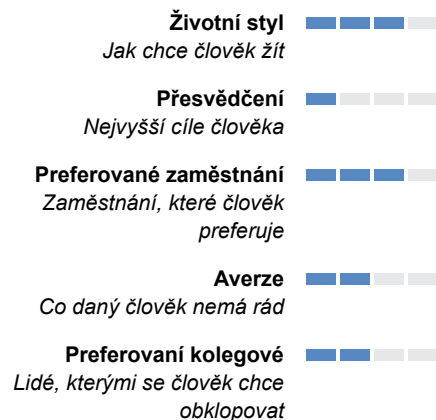 Životní styl
Jak chce člověk žít
Přesvědčení
Nejvyšší cíle člověka
Preferované zaměstnání
Zaměstnání, které člověk
preferuje
Averze
Co daný člověk nemá rád
Preferovaní kolegové
Lidé, kterými se člověk chce
obklopovat